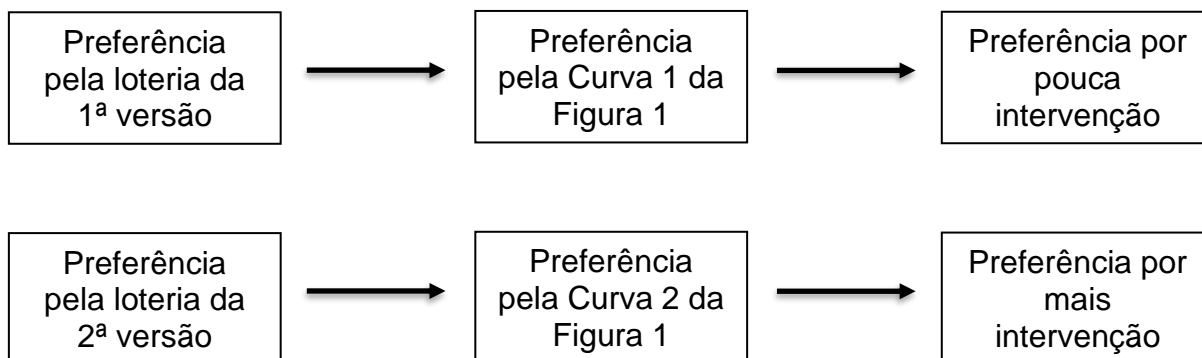 Preferência
pela loteria da
1ª versão
Preferência
pela Curva 1 da
Figura 1
Preferência por
pouca
intervenção
Preferência
pela loteria da
2ª versão
Preferência
pela Curva 2 da
Figura 1
Preferência por
mais
intervenção